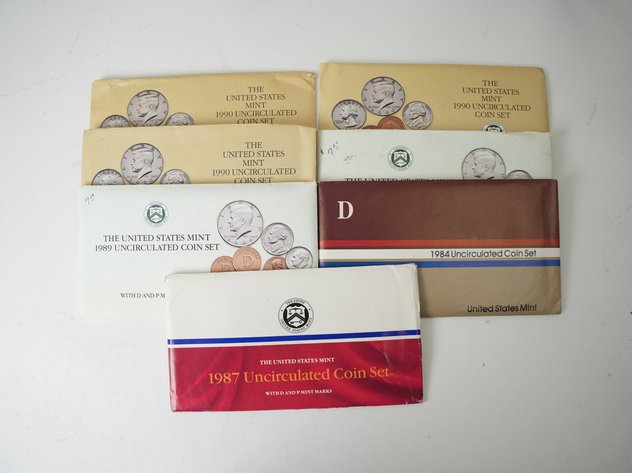 THE
UNITED STATES
MINT
1990 UNCIRCULATED
COIN SET
THE
UNITED STATES
MINT
1990 UNCIRCULATED
COIN SET
THE
UNITED STATES
MINT
1990 UNCIRCULATED
COIN SET
THE UNITED STATES MINT
1989 UNCIRCULATED COIN SET
WITH D AND P M
D
1984 Uncirculated Coin Set
United States Mint
THE UNITED STATES MINT
1987 Uncirculated Coin Set
WITH D AND P MINT MARKS